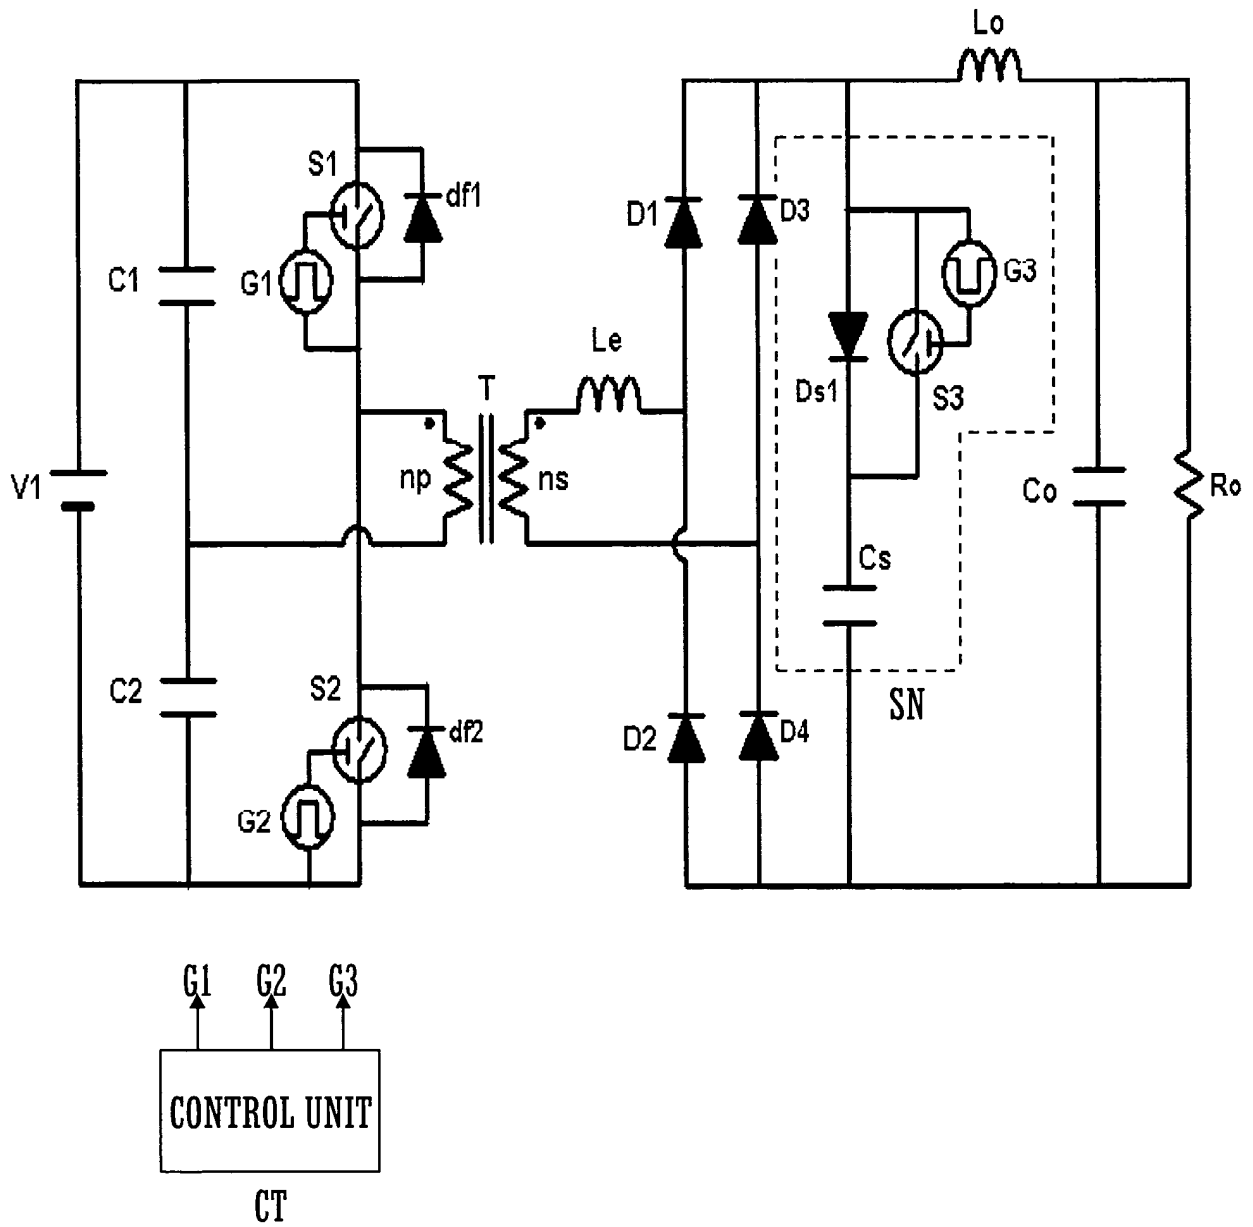 Lo
S1
df1
D1
D3
C1
G1
G3
Le
T
Ds1
S3
V1
np
ns
Co
Ro
Cs
C2
S2
SN
D2
D4
df2
G2
G1 G2 G3
CONTROL UNIT
CT